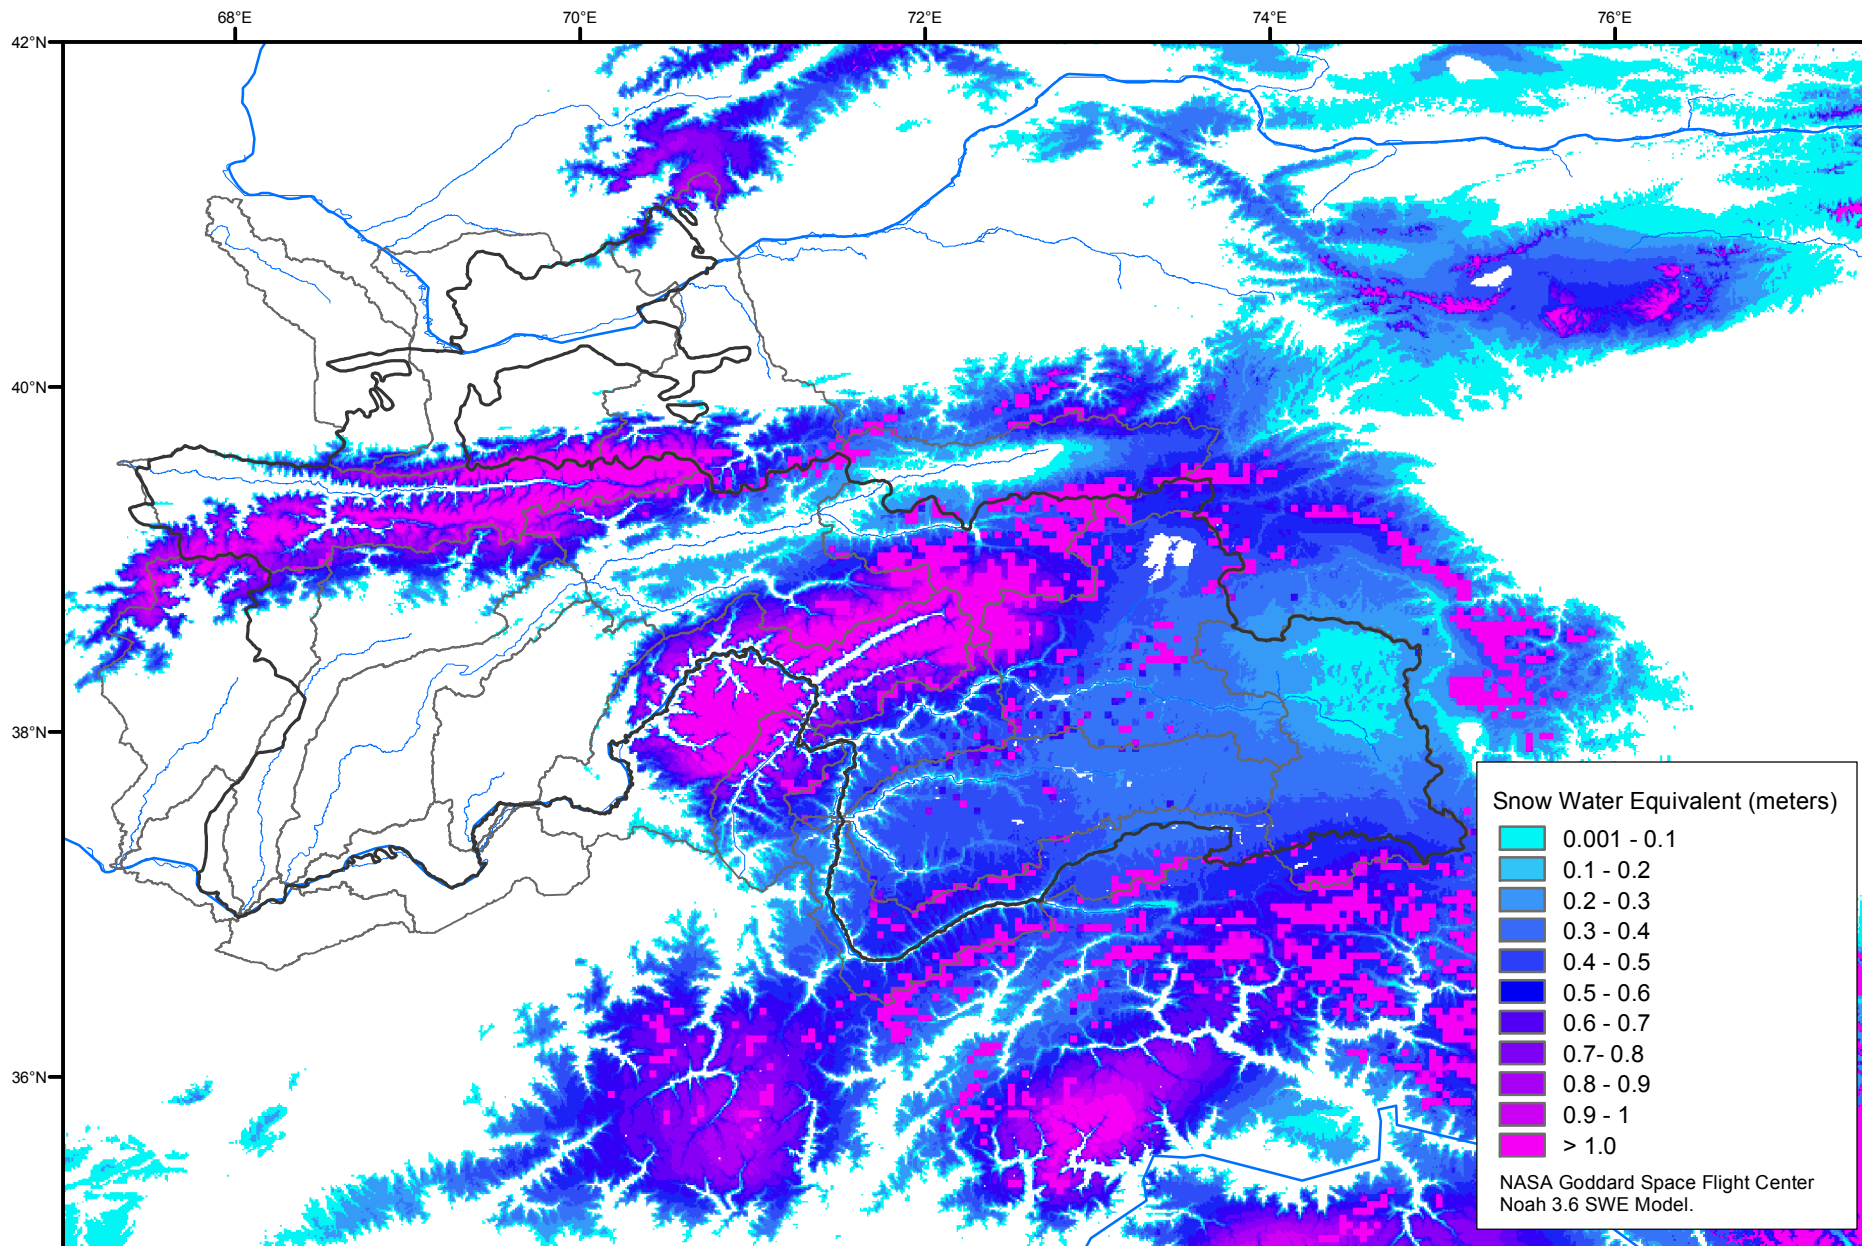 68°E 70°E 72°E 74°E 76°E
42°N
40°N
38°N
36°N
Snow Water Equivalent (meters)
0.001 - 0.1
0.1 - 0.2
0.2 - 0.3
0.3 - 0.4
0.4 - 0.5
0.5 - 0.6
0.6 - 0.7
0.7- 0.8
0.8 - 0.9
0.9 - 1
> 1.0
NASA Goddard Space Flight Center
Noah 3.6 SWE Model.